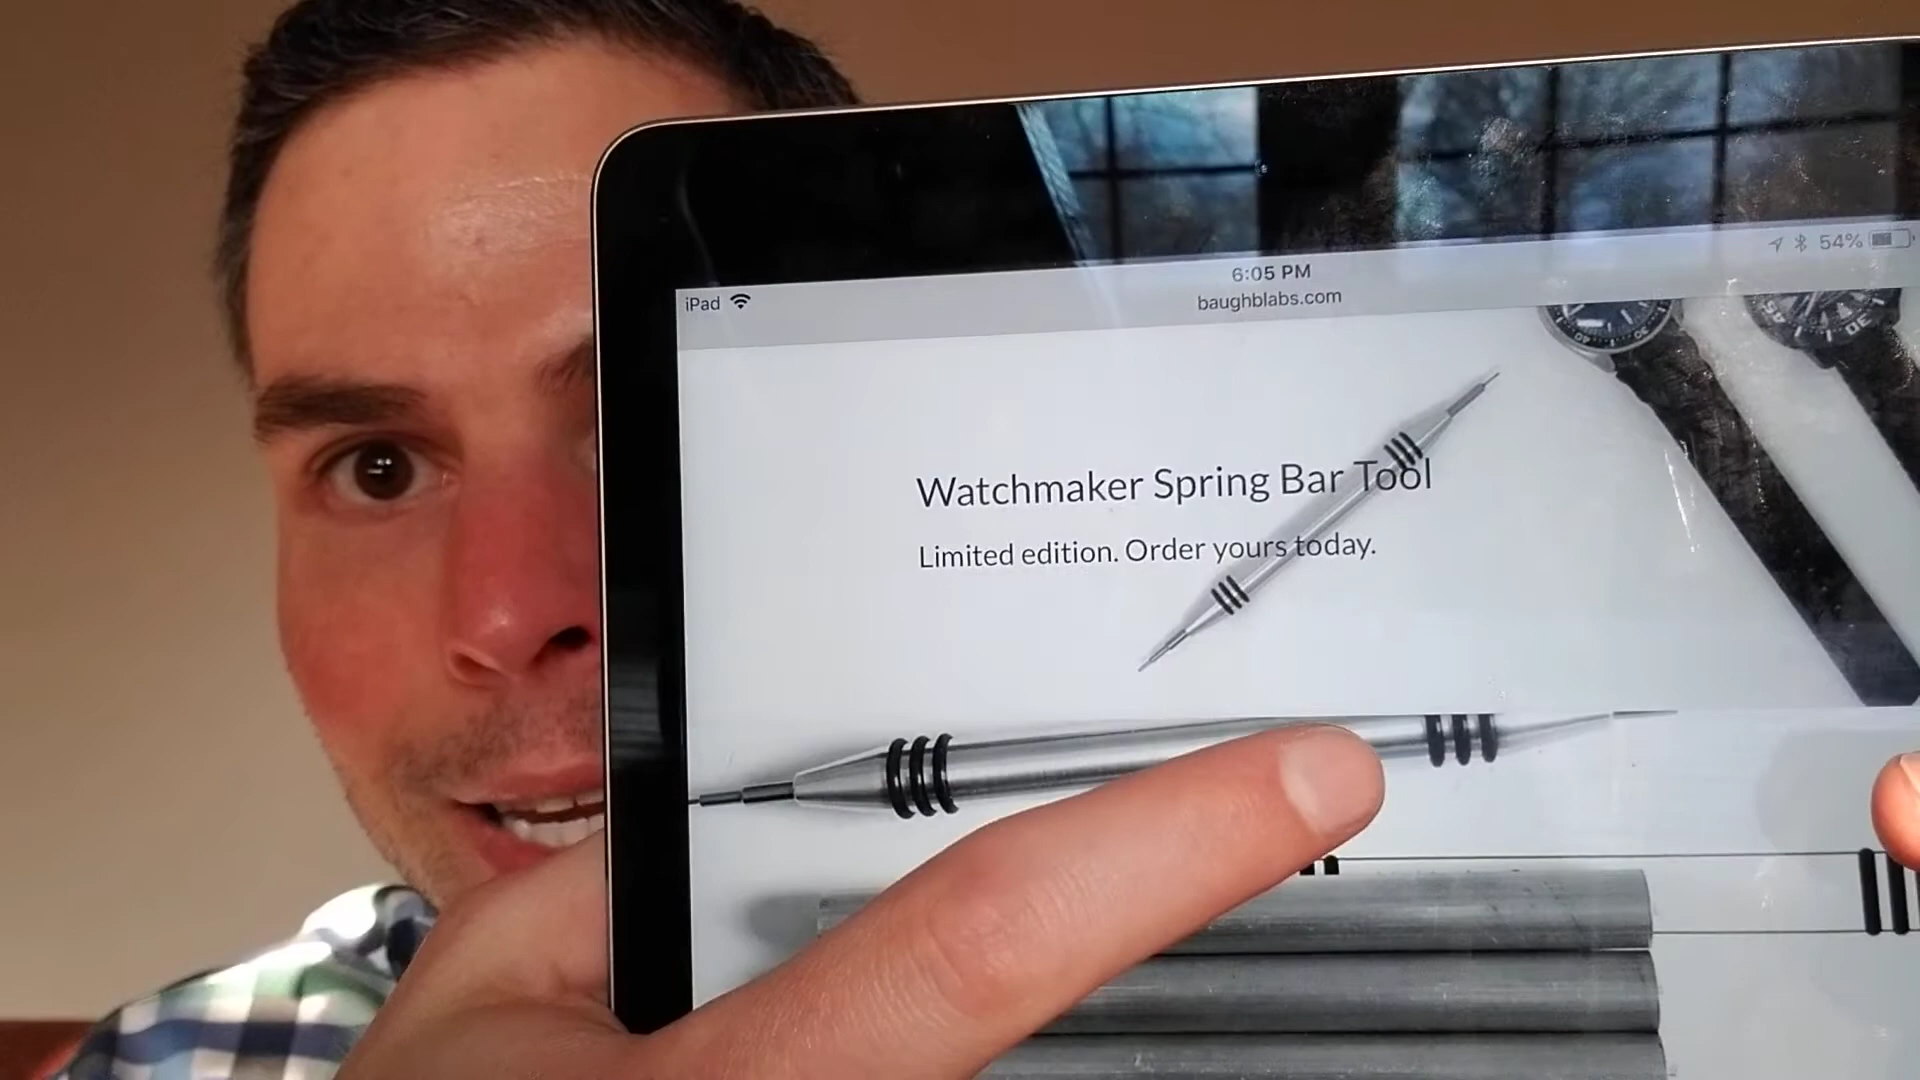 6:05 PM
54%
iPad
baughblabs.com
Watchmaker Spring Bar Tool
Limited edition. Order yours today.